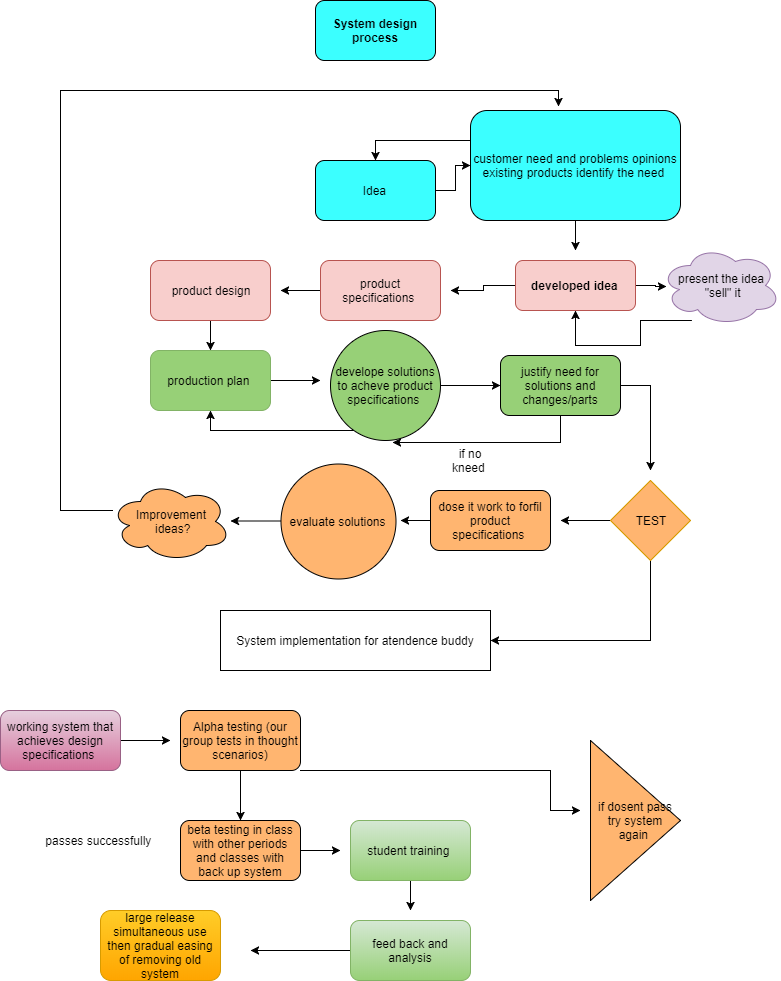 System design
process
customer need and problems opinions
existing products identify the need
Idea
product design
product
specifications
developed idea
present the idea
"sell" it
production plan
develope solutions
to acheve product
specifications
justify need for
solutions and
changes/parts
if no
kneed
Improvement
ideas?
evaluate solutions
dose it work to forfil
product
specifications
TEST
System implementation for atendence buddy
working system that
achieves design
specifications
Alpha testing (our
group tests in thought
scenarios)
if dosent pass
try system
again
passes successfully
beta testing in class
with other periods
and classes with
back up system
student training
large release
simultaneous use
then gradual easing
of removing old
system
feed back and
analysis